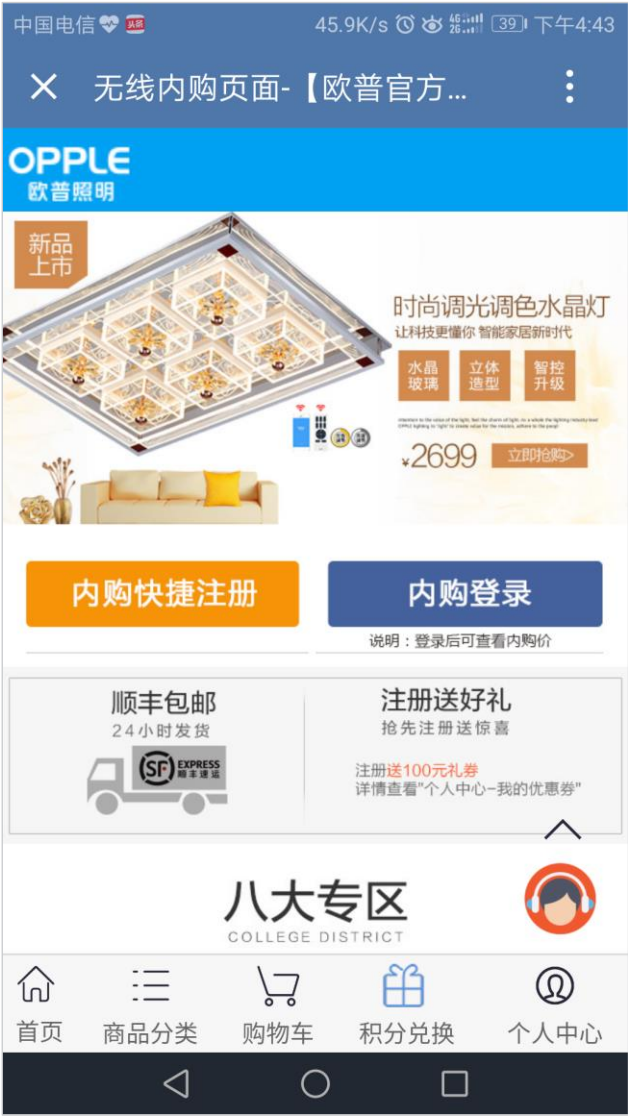 中国电信 头条 45.9K/s 4G 2G 39 下午4:43
无线内购页面-【欧普官方...
OPPLE
欧普照明
新品
上市
时尚调光调色水晶灯
让科技更懂你 智能家居新时代
水晶
玻璃
立体
造型
智控
升级
¥2699 立即抢购>
内购快捷注册
内购登录
说明：登录后可查看内购价
顺丰包邮
24小时发货
SF EXPRESS
顺丰速运
注册送好礼
抢先注册送惊喜
注册送100元礼券
详情查看"个人中心-我的优惠券"
八大专区
COLLEGE DISTRICT
首页 商品分类 购物车 积分兑换 个人中心